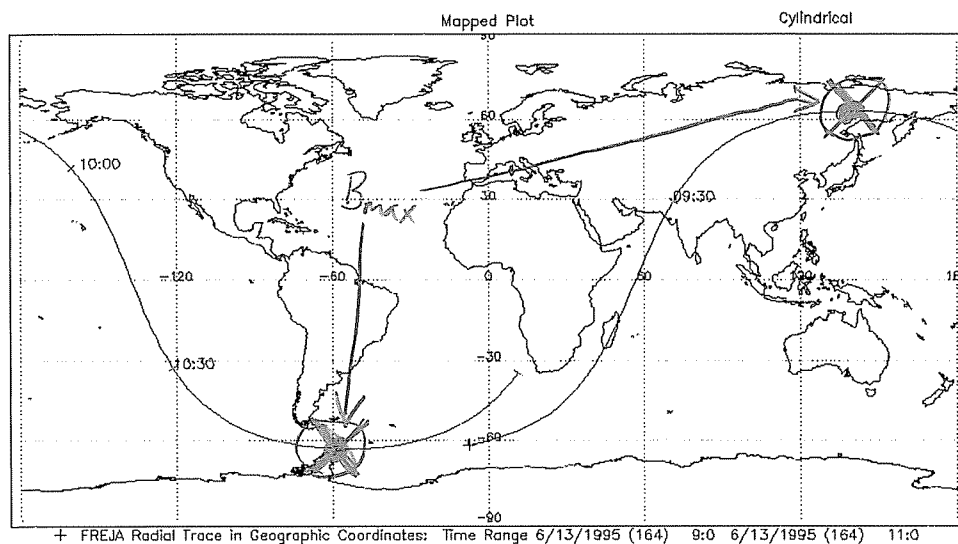 Mapped Plot Cylindrical
90
60
10:00
Bmax
30
09:30
-120 -60 0 60 180
-30
10:30
-60
-90
+ FREJA Radial Trace in Geographic Coordinates: Time Range 6/13/1995 (164) 9:0 6/13/1995 (164) 11:0